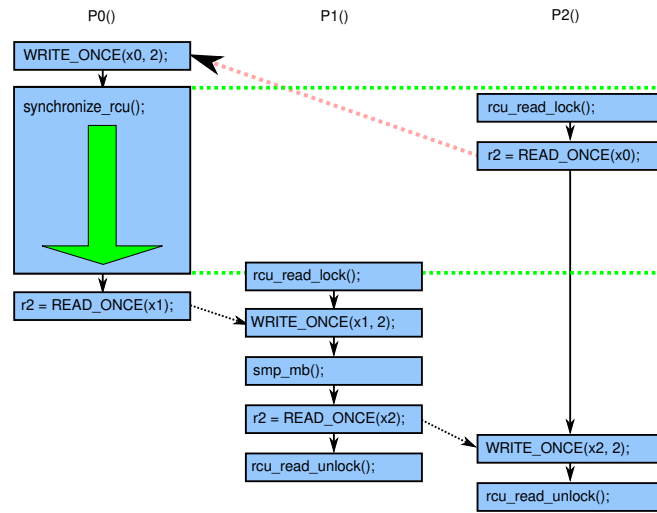 P0()
P1()
P2()
WRITE_ONCE(x0, 2);
synchronize_rcu();
rcu_read_lock();
r2 = READ_ONCE(x0);
rcu_read_lock();
r2 = READ_ONCE(x1);
WRITE_ONCE(x1, 2);
smp_mb();
r2 = READ_ONCE(x2);
WRITE_ONCE(x2, 2);
rcu_read_unlock();
rcu_read_unlock();